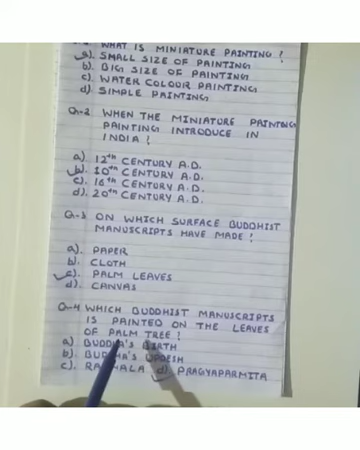 WHAT IS MINIATURE PAINTING?
a). SMALL SIZE OF PAINTING
b). BIG SIZE OF PAINTING
c). WATER COLOUR PAINTING
d). SIMPLE PAINTING
Q.-2 WHEN THE MINIATURE PAINTING
PAINTING INTRODUCE IN
INDIA?
a). 12th CENTURY A.D.
b). 10th CENTURY A.D.
c). 16th CENTURY A.D.
d). 20th CENTURY A.D.
Q.-3 ON WHICH SURFACE BUDDHIST
MANUSCRIPTS HAVE MADE?
a). PAPER
b). CLOTH
c). PALM LEAVES
d). CANVAS
Q-4 WHICH BUDDHIST MANUSCRIPTS
IS PAINTED ON THE LEAVES
OF PALM TREE?
a) BUDDHA'S BIRTH
b). BUDDHA'S UPDESH
c). d) PRAGYAPARMITA